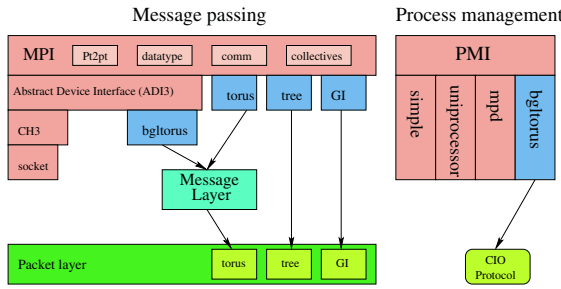 Message passing
Process management
MPI
Pt2pt
datatype
comm
collectives
PMI
Abstract Device Interface (ADI3)
torus
tree
GI
simple
uniprocessor
mpd
bgltorus
CH3
bgltorus
socket
Message
Layer
Packet layer
torus
tree
GI
CIO
Protocol